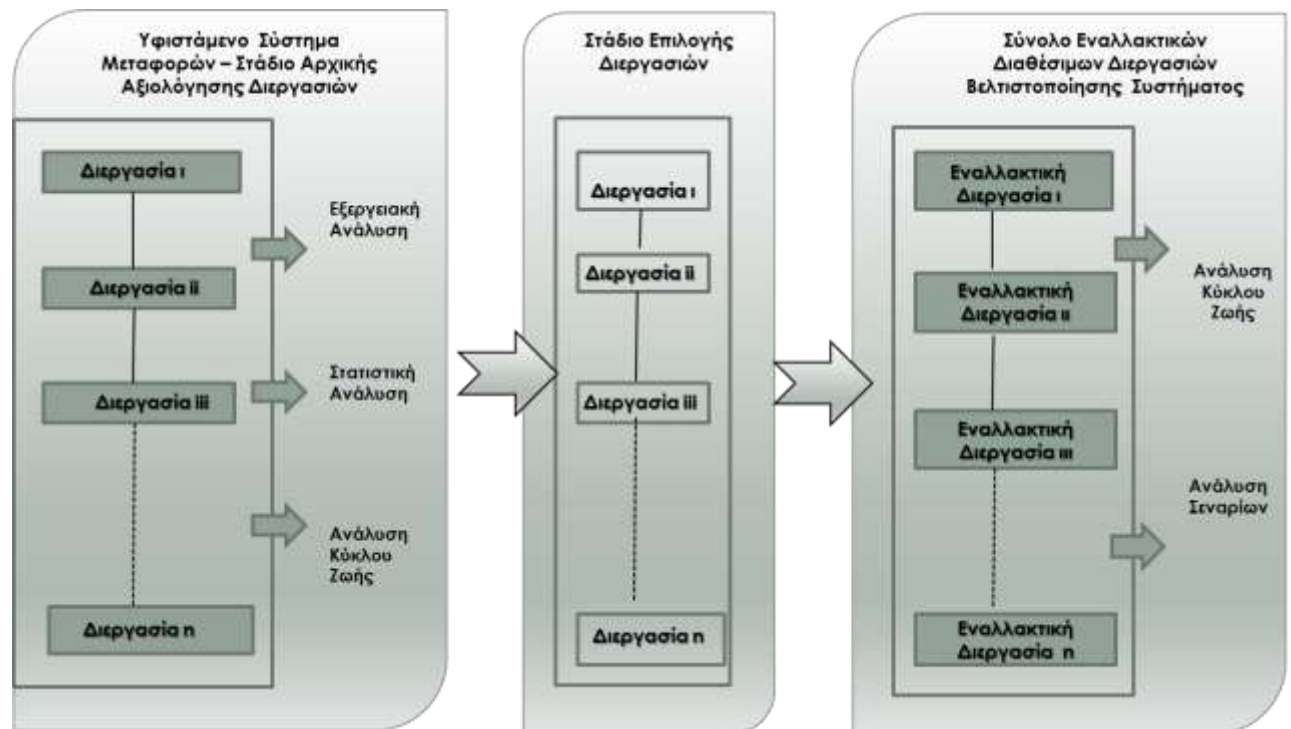 Υφιστάμενο Σύστημα
Μεταφορών – Στάδιο Αρχικής
Αξιολόγησης Διεργασιών
Διεργασία ι
Διεργασία ii
Διεργασία iii
Διεργασία n
Εξεργειακή
Ανάλυση
Στατιστική
Ανάλυση
Ανάλυση
Κύκλου
Ζωής
Στάδιο Επιλογής
Διεργασιών
Διεργασία ι
Διεργασία ii
Διεργασία iii
Διεργασία n
Σύνολο Εναλλακτικών
Διαθέσιμων Διεργασιών
Βελτιστοποίησης Συστήματος
Εναλλακτική
Διεργασία ι
Εναλλακτική
Διεργασία ιι
Εναλλακτική
Διεργασία ιιι
Εναλλακτική
Διεργασία n
Ανάλυση
Κύκλου
Ζωής
Ανάλυση
Σεναρίων